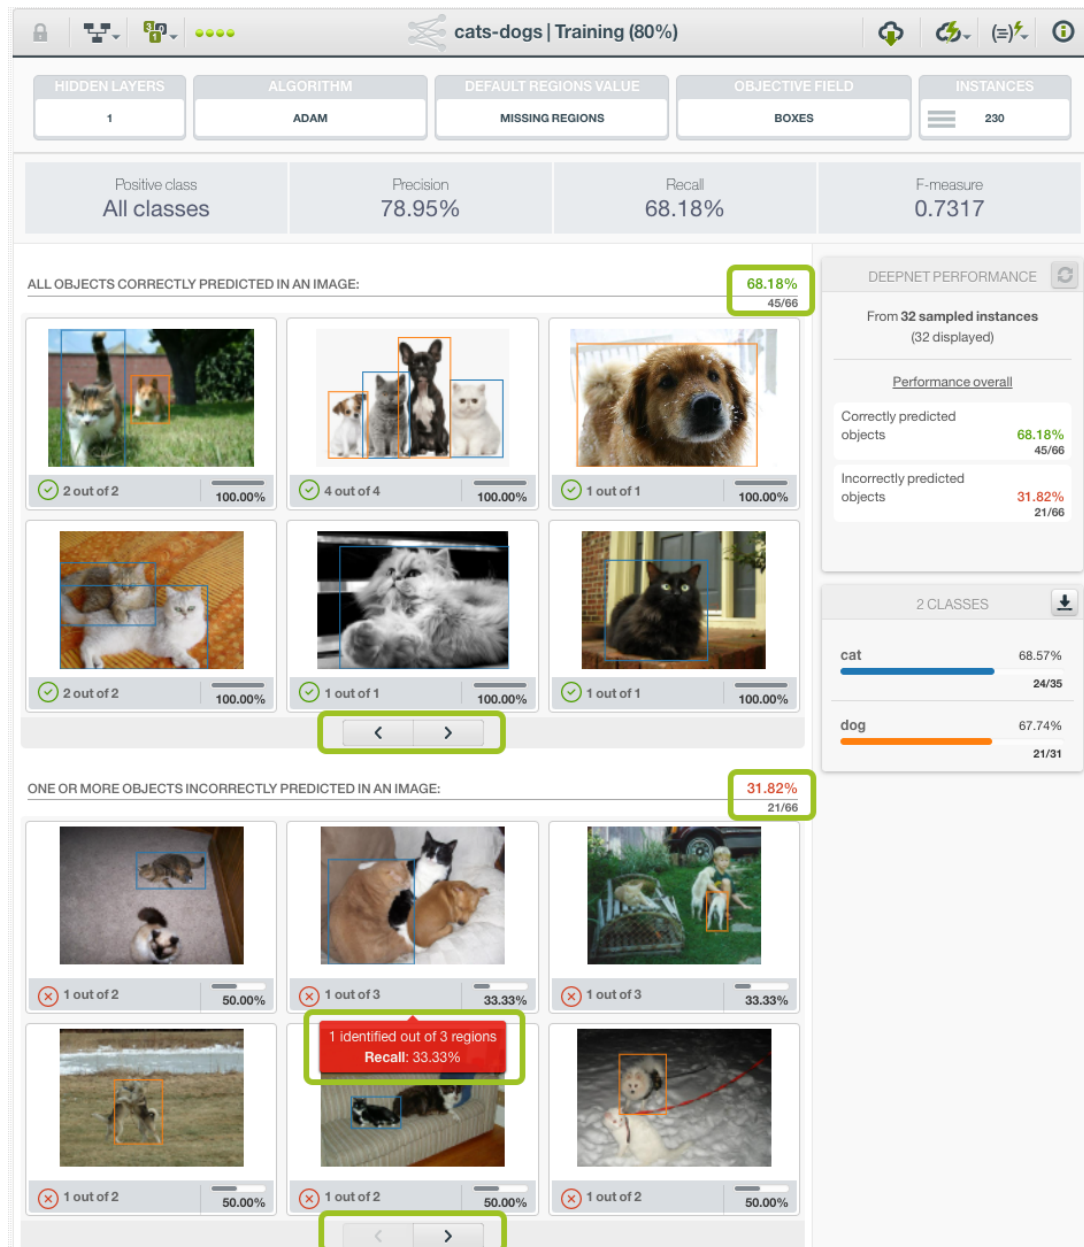 cats-dogs | Training (80%)
HIDDEN LAYERS
1
ALGORITHM
ADAM
DEFAULT REGIONS VALUE
MISSING REGIONS
OBJECTIVE FIELD
BOXES
INSTANCES
230
Positive class
All classes
Precision
78.95%
Recall
68.18%
F-measure
0.7317
ALL OBJECTS CORRECTLY PREDICTED IN AN IMAGE:
68.18%
45/66
2 out of 2
100.00%
4 out of 4
100.00%
1 out of 1
100.00%
2 out of 2
100.00%
1 out of 1
100.00%
1 out of 1
100.00%
ONE OR MORE OBJECTS INCORRECTLY PREDICTED IN AN IMAGE:
31.82%
21/66
1 out of 2
50.00%
1 out of 3
33.33%
1 out of 3
33.33%
1 identified out of 3 regions
Recall: 33.33%
1 out of 2
50.00%
1 out of 2
50.00%
1 out of 2
50.00%
DEEPNET PERFORMANCE
From 32 sampled instances
(32 displayed)
Performance overall
Correctly predicted
objects
68.18%
45/66
Incorrectly predicted
objects
31.82%
21/66
2 CLASSES
cat
68.57%
24/35
dog
67.74%
21/31